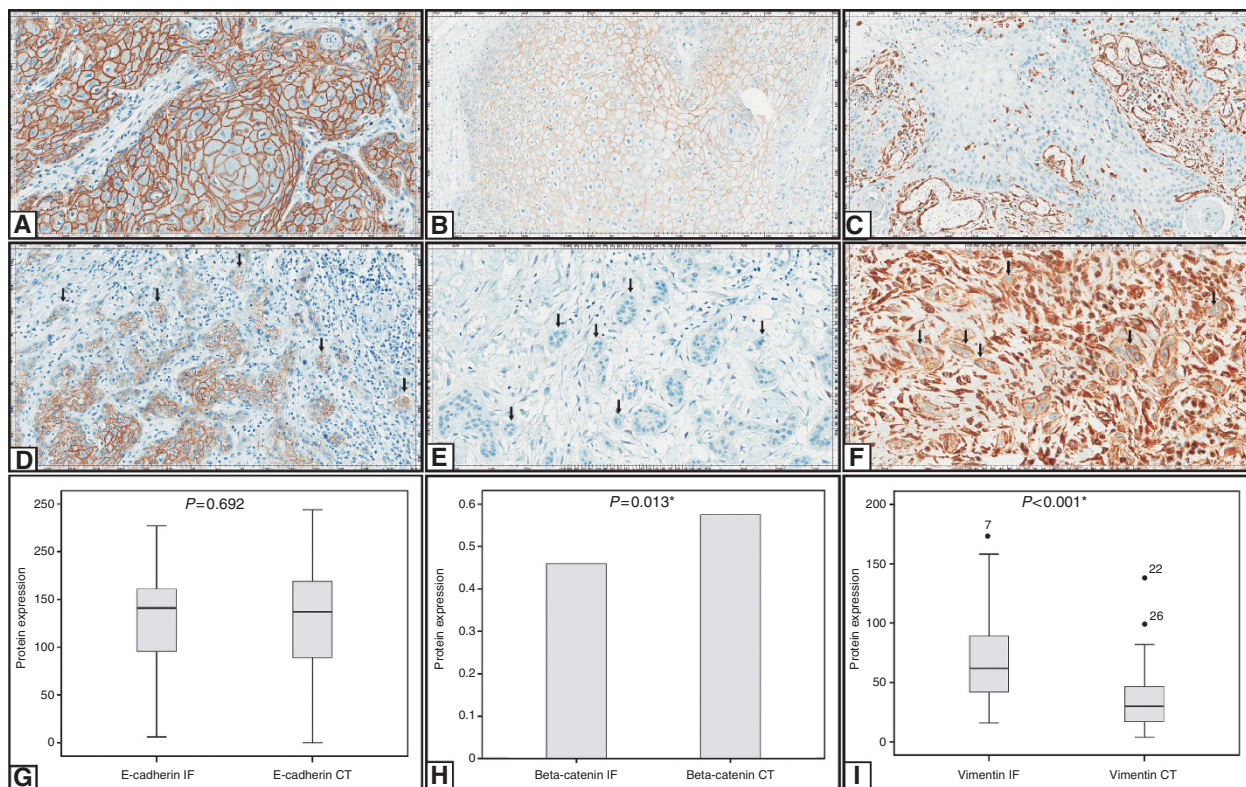 A
B
C
D
E
F
P=0.692
250
250
150
100
50
0
Protein expression
E-cadherin IF
E-cadherin CT
G
P=0.013*
0.6
0.5
0.4
0.3
0.2
0.1
0
Protein expression
Beta-catenin IF
Beta-catenin CT
H
P<0.001*
200
150
100
50
0
7
22
26
Protein expression
Vimentin IF
Vimentin CT
I